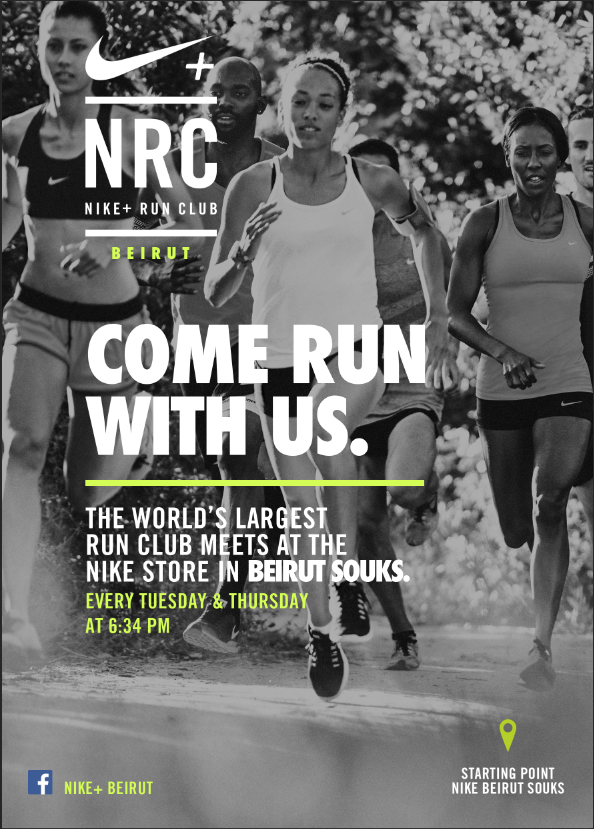 +
NRC
NIKE+ RUN CLUB
BEIRUT
COME RUN
WITH US.
THE WORLD'S LARGEST
RUN CLUB MEETS AT THE
NIKE STORE IN BEIRUT SOUKS.
EVERY TUESDAY & THURSDAY
AT 6:34 PM
f
NIKE+ BEIRUT
STARTING POINT
NIKE BEIRUT SOUKS